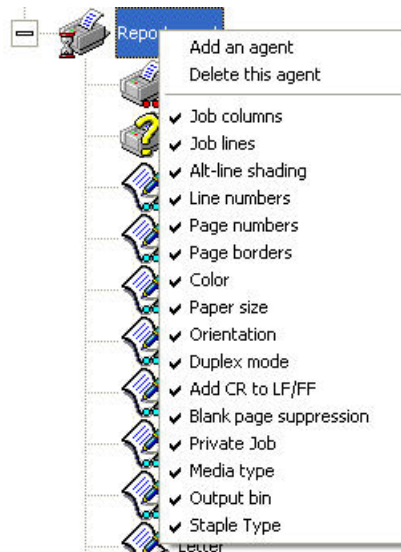 Repo
Add an agent
Delete this agent
Job columns
Job lines
Alt-line shading
Line numbers
Page numbers
Page borders
Color
Paper size
Orientation
Duplex mode
Add CR to LF/FF
Blank page suppression
Private Job
Media type
Output bin
Staple Type
Letter